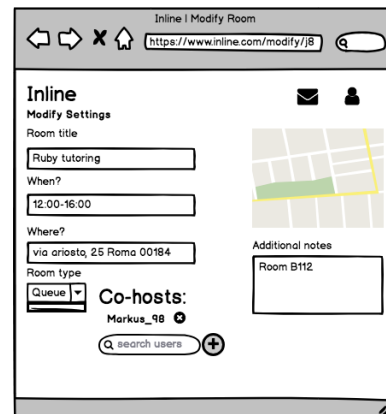 Inline | Modify Room
https://www.inline.com/modify/j8
Inline
Modify Settings
Room title
Ruby tutoring
When?
12:00-16:00
Where?
via ariosto, 25 Roma 00184
Room type
Queue
Co-hosts:
Markus_98
search users
Additional notes
Room B112